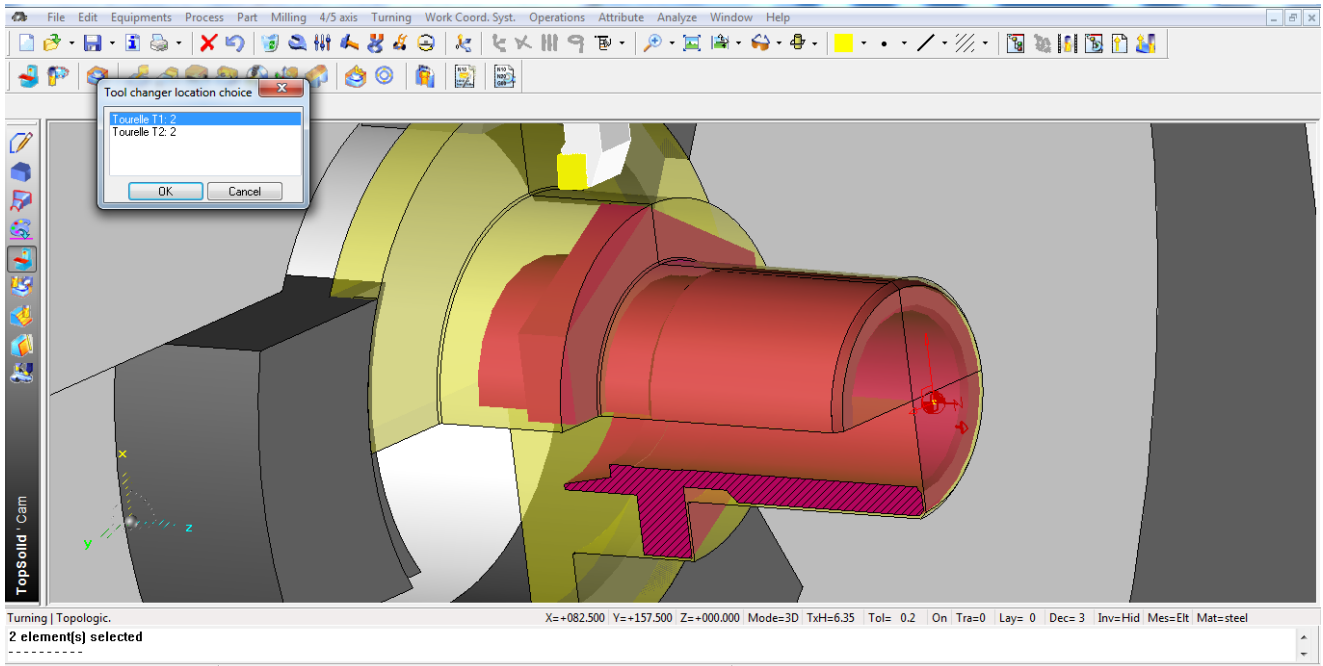 File Edit Equipments Process Part Milling 4/5 axis Turning Work Coord. Syst. Operations Attribute Analyze Window Help
Tool changer location choice
Tourelle T1: 2
Tourelle T2: 2
OK Cancel
x
y
z
TopSolid ' Cam
Turning | Topologic. X=+082.500 Y=+157.500 Z=+000.000 Mode=3D TxH=6.35 Tol= 0.2 On Tra=0 Lay= 0 Dec= 3 Inv=Hid Mes=Elt Mat=steel
2 element(s) selected
----------